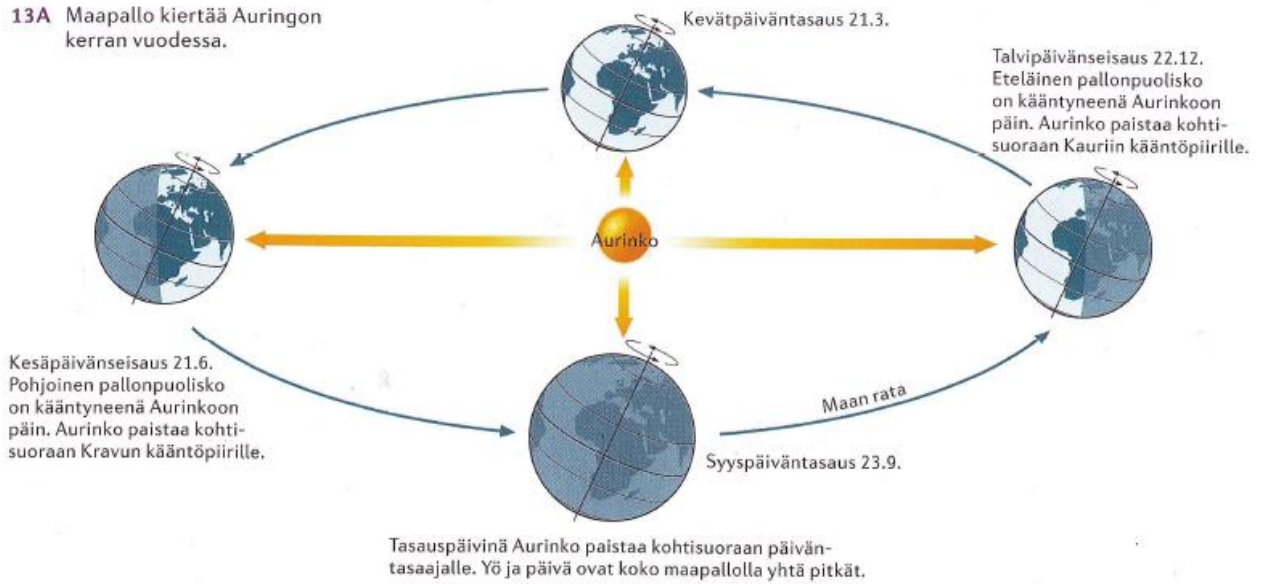 13A Maapallo kiertää Auringon
kerran vuodessa.
Kevätpäiväntasaus 21.3.
Talvipäivänseisaus 22.12.
Eteläinen pallonpuolisko
on kääntyneenä Aurinkoon
päin. Aurinko paistaa kohti-
suoraan Kauriin kääntöpiirille.
Aurinko
Kesäpäivänseisaus 21.6.
Pohjoinen pallonpuolisko
on kääntyneenä Aurinkoon
päin. Aurinko paistaa kohti-
suoraan Kravun kääntöpiirille.
Maan rata
Syyspäiväntasaus 23.9.
Tasauspäivinä Aurinko paistaa kohtisuoraan päivän-
tasaajalle. Yö ja päivä ovat koko maapallolla yhtä pitkät.